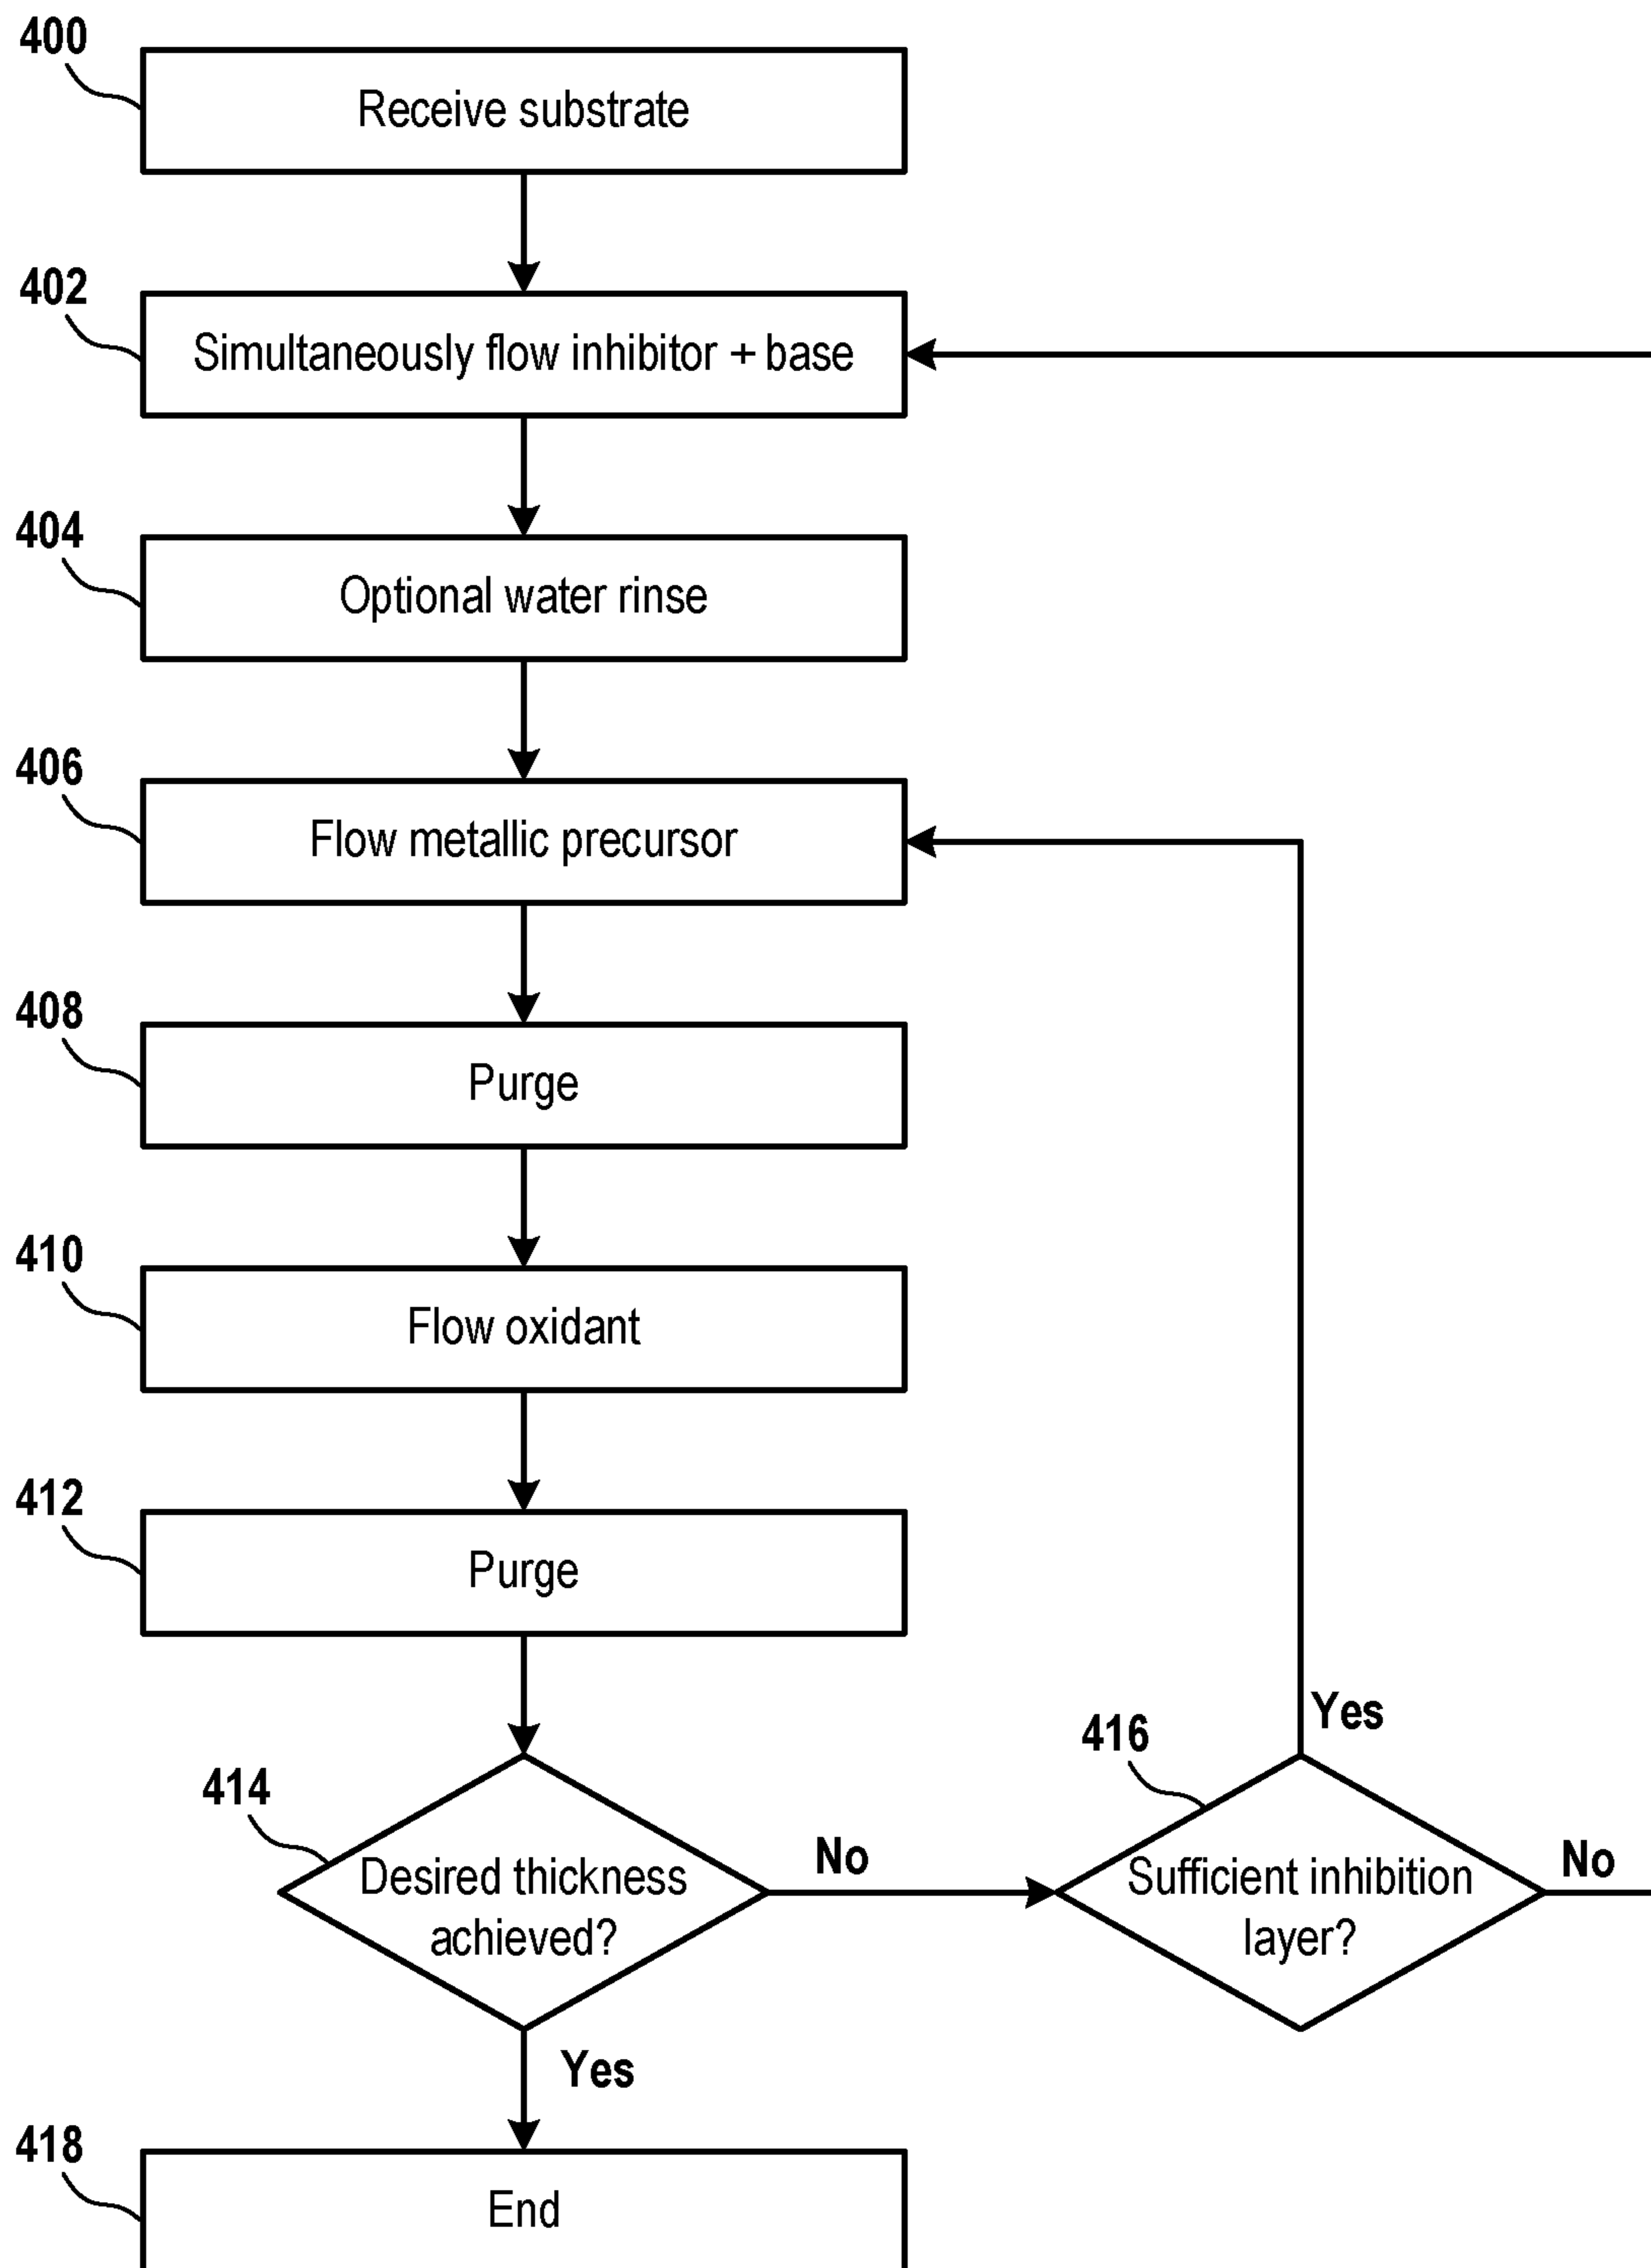 400
Receive substrate
402
Simultaneously flow inhibitor + base
404
Optional water rinse
406
Flow metallic precursor
408
Purge
410
Flow oxidant
412
Purge
414
Desired thickness
achieved?
No
Yes
416
Sufficient inhibition
layer?
Yes
No
418
End